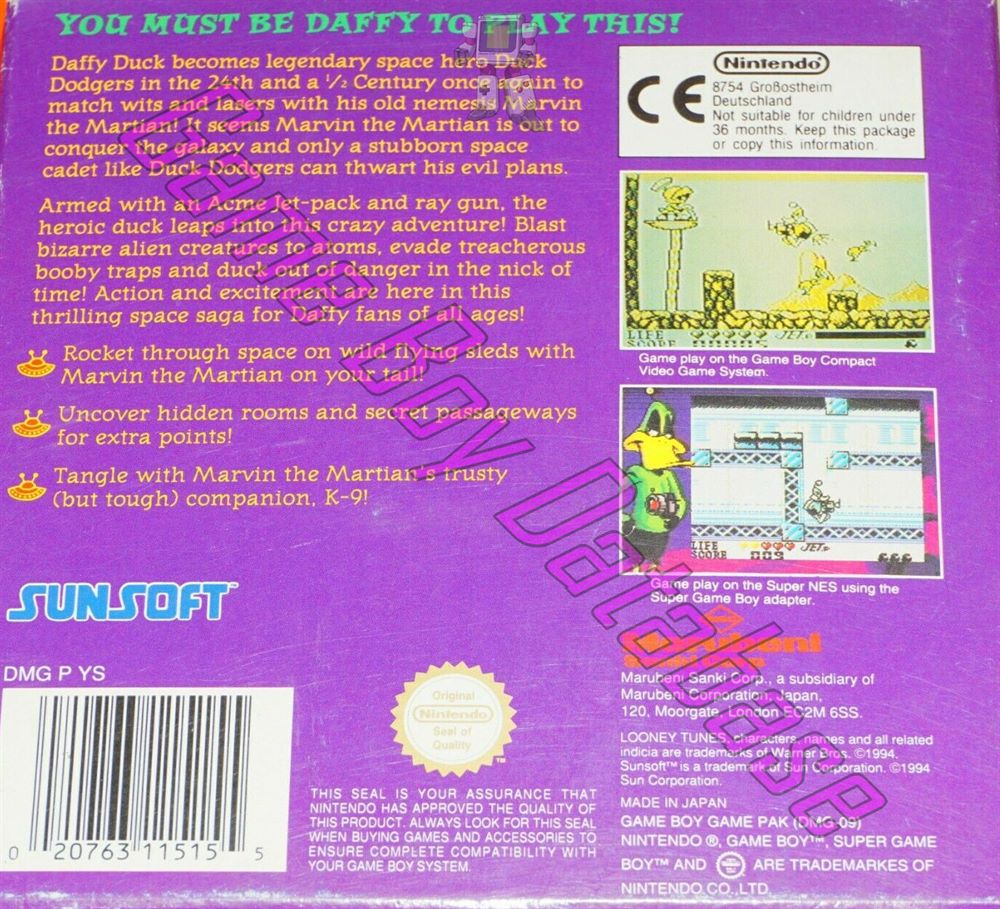 YOU MUST BE DAFFY TO PLAY THIS!
Daffy Duck becomes legendary space hero Duck
Dodgers in the 24th and a ½ Century once again to
match wits and lasers with his old nemesis Marvin
the Martian! It seems Marvin the Martian is out to
conquer the galaxy and only a stubborn space
cadet like Duck Dodgers can thwart his evil plans.
Armed with an Acme Jet-pack and ray gun, the
heroic duck leaps into this crazy adventure! Blast
bizarre alien creatures to atoms, evade treacherous
booby traps and duck out of danger in the nick of
time! Action and excitement are here in this
thrilling space saga for Daffy fans of all ages!
Rocket through space on wild flying sleds with
Marvin the Martian on your tail!
Uncover hidden rooms and secret passageways
for extra points!
Tangle with Marvin the Martian's trusty
(but tough) companion, K-9!
SUNSOFT™
DMG P YS
0 20763 11515 5
Original
Nintendo
Seal of
Quality
TM
THIS SEAL IS YOUR ASSURANCE THAT
NINTENDO HAS APPROVED THE QUALITY OF
THIS PRODUCT. ALWAYS LOOK FOR THIS SEAL
WHEN BUYING GAMES AND ACCESSORIES TO
ENSURE COMPLETE COMPATIBILITY WITH
YOUR GAME BOY SYSTEM.
CE
Nintendo
8754 Großostheim
Deutschland
Not suitable for children under
36 months. Keep this package
or copy this information.
LIFE JET
SCORE
Game play on the Game Boy Compact
Video Game System.
LIFE JET
SCORE 009
Game play on the Super NES using the
Super Game Boy adapter.
Marubeni
Marubeni Sanki Corp., a subsidiary of
Marubeni Corporation, Japan,
120, Moorgate, London EC2M 6SS.
LOONEY TUNES, characters, names and all related
indicia are trademarks of Warner Bros. ©1994
Sunsoft™ is a trademark of Sun Corporation. ©1994
Sun Corporation.
MADE IN JAPAN
GAME BOY GAME PAK (DMG-09)
NINTENDO ®, GAME BOY™, SUPER GAME
BOY™ AND ARE TRADEMARKES OF
NINTENDO CO., LTD.
Game Boy Database